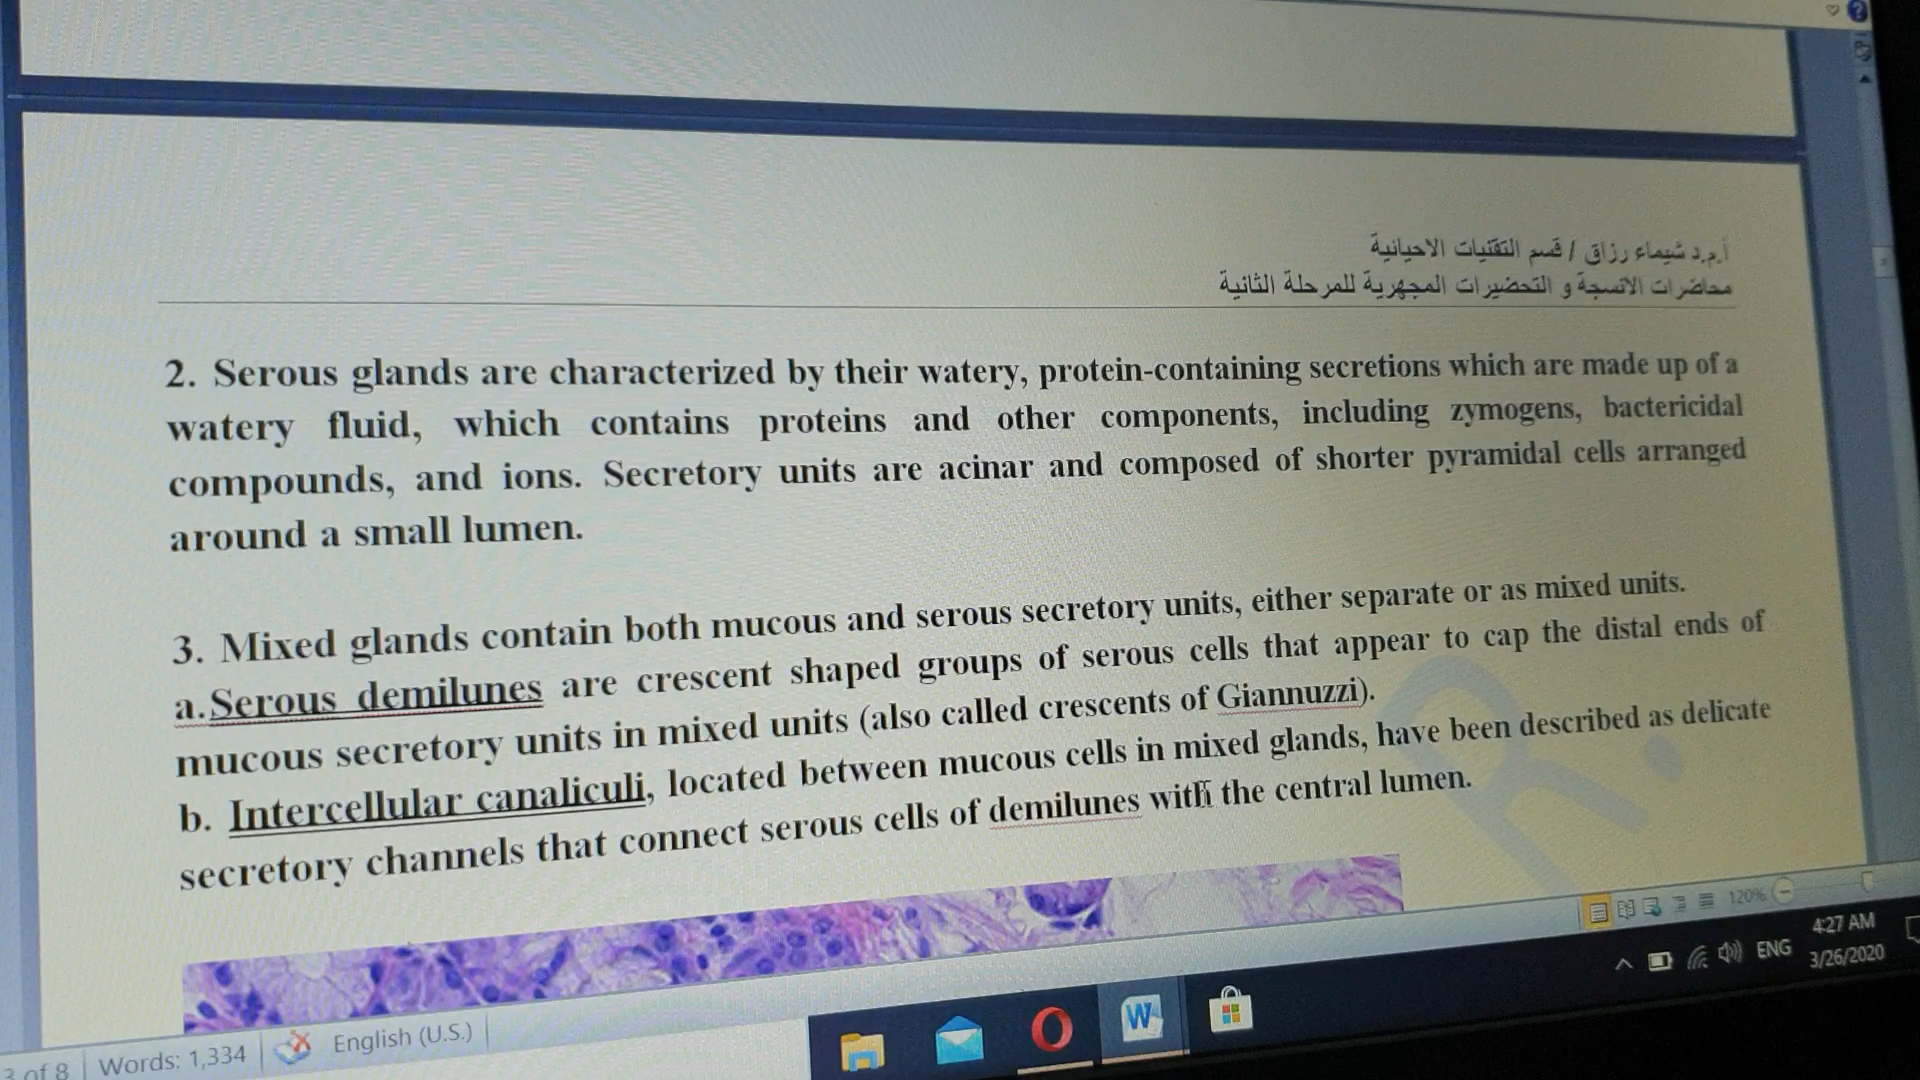 أ.م.د شيماء رزاق / قسم التقنيات الاحيائية
محاضرات الانسجة و التحضيرات المجهرية للمرحلة الثانية
2. Serous glands are characterized by their watery, protein-containing secretions which are made up of a
watery fluid, which contains proteins and other components, including zymogens, bactericidal
compounds, and ions. Secretory units are acinar and composed of shorter pyramidal cells arranged
around a small lumen.
3. Mixed glands contain both mucous and serous secretory units, either separate or as mixed units.
a.Serous demilunes are crescent shaped groups of serous cells that appear to cap the distal ends of
mucous secretory units in mixed units (also called crescents of Giannuzzi).
b. Intercellular canaliculi, located between mucous cells in mixed glands, have been described as delicate
secretory channels that connect serous cells of demilunes with the central lumen.
R.
120%
3 of 8 Words: 1,334 English (U.S.)
W
ENG
4:27 AM
3/26/2020